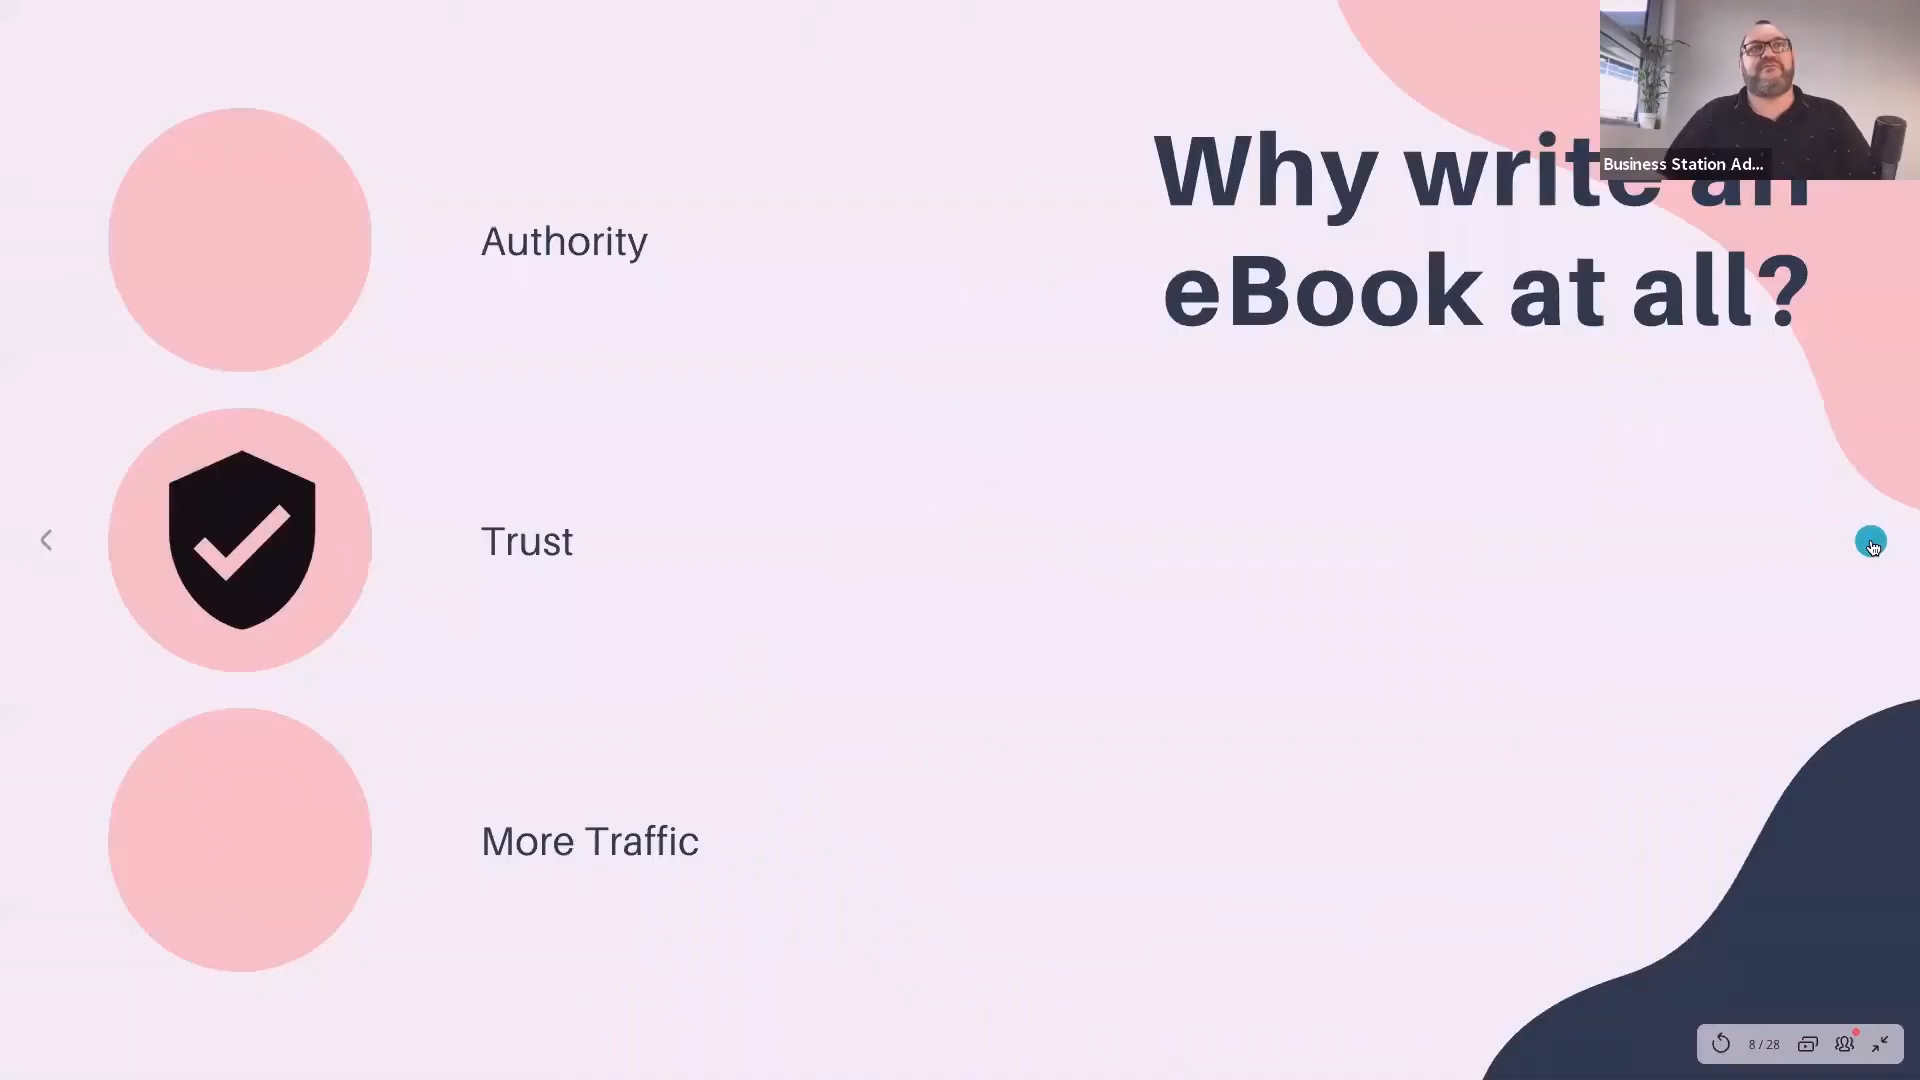 Why write an
eBook at all?
Authority
Trust
More Traffic
Business Station Ad...
8 / 28